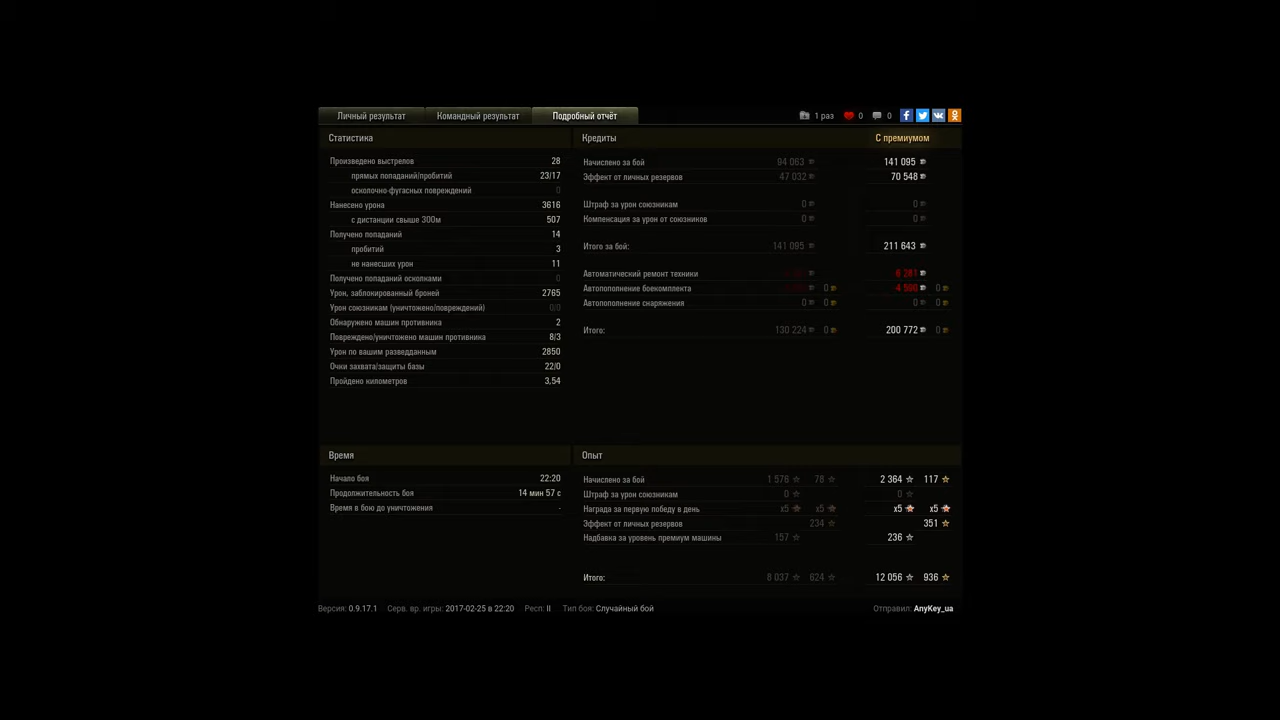 Личный результат Командный результат Подробный отчёт 1 раз 0 0
Статистика
Произведено выстрелов 28
прямых попаданий/пробитий 23/17
осколочно-фугасных повреждений 0
Нанесено урона 3616
с дистанции свыше 300м 507
Получено попаданий 14
пробитий 3
не нанесших урон 11
Получено попаданий осколками 0
Урон, заблокированный броней 2765
Урон союзникам (уничтожено/повреждений) 0/0
Обнаружено машин противника 2
Повреждено/уничтожено машин противника 8/3
Урон по вашим разведданным 2850
Очки захвата/защиты базы 22/0
Пройдено километров 3,54
Кредиты С премиумом
Начислено за бой 94 063 141 095
Эффект от личных резервов 47 032 70 548
Штраф за урон союзникам 0 0
Компенсация за урон от союзников 0 0
Итого за бой: 141 095 211 643
Автоматический ремонт техники -6 281
Автопополнение боекомплекта 0 -4 590 0
Автопополнение снаряжения 0 0 0 0
Итого: 130 224 0 200 772 0
Время
Начало боя 22:20
Продолжительность боя 14 мин 57 с
Время в бою до уничтожения -
Опыт
Начислено за бой 1 576 78 2 364 117
Штраф за урон союзникам 0 0
Награда за первую победу в день x5 x5 x5 x5
Эффект от личных резервов 234 351
Надбавка за уровень премиум машины 157 236
Итого: 8 037 624 12 056 936
Версия: 0.9.17.1 Серв. вр. игры: 2017-02-25 в 22:20 Респ: II Тип боя: Случайный бой Отправил: AnyKey_ua